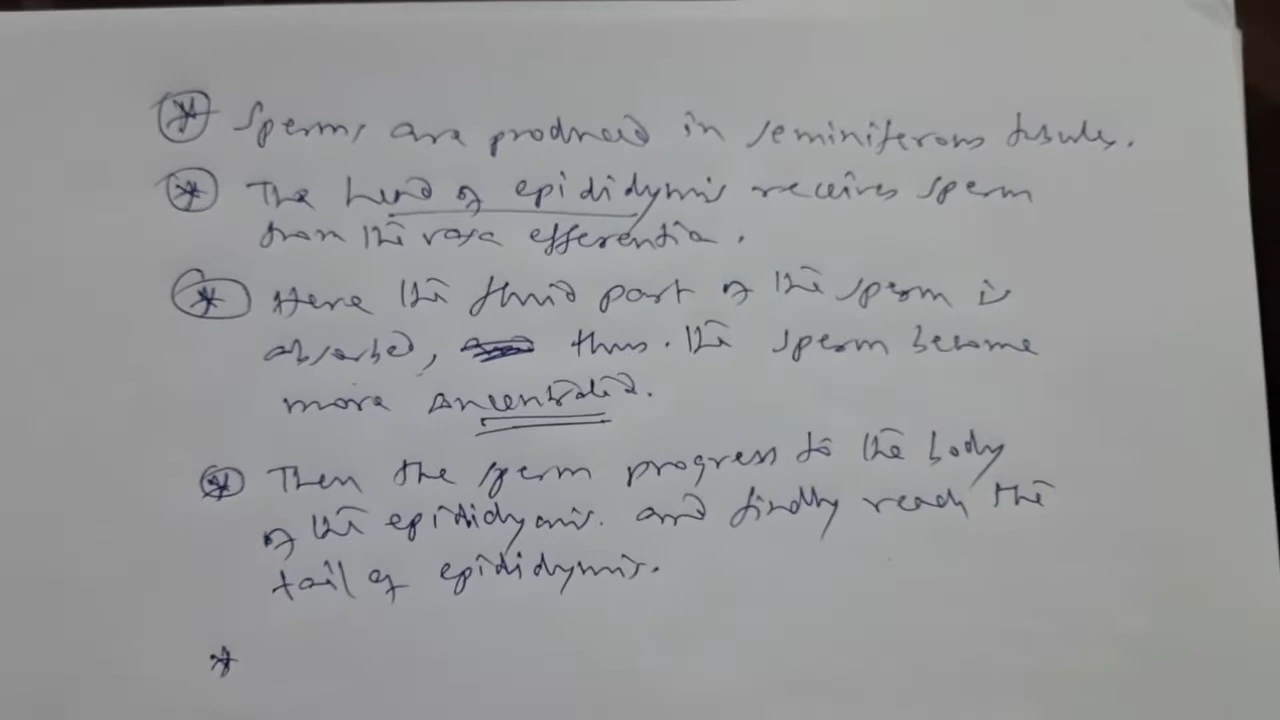 * Sperms are produced in seminiferous tubules.
* The head of epididymis receives sperm
from the vasa efferentia.
* Here the fluid part of the sperm is
absorbed, thus. the sperm become
more concentrated.
* Then the sperm progress to the body
of the epididymis. and finally reach the
tail of epididymis.
*